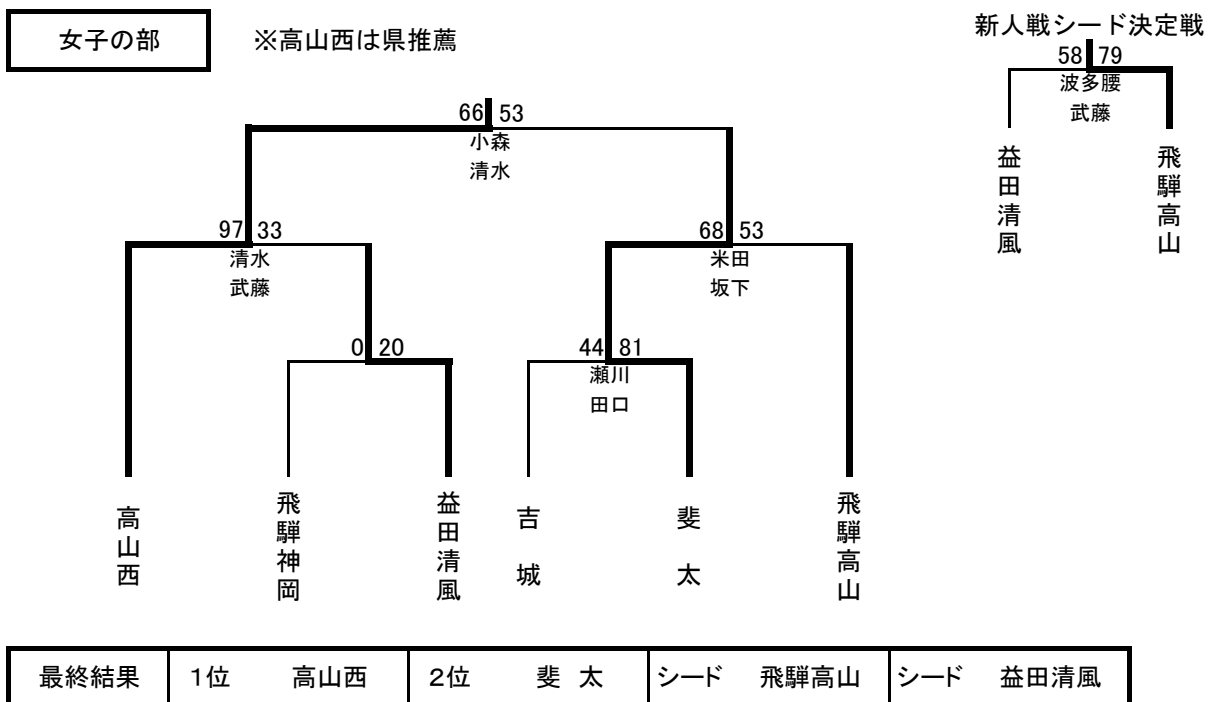 女子の部 ※高山西は県推薦
新人戦シード決定戦
58 79
波多腰
武藤
益田清風
飛騨高山
66 53
小森
清水
97 33
清水
武藤
68 53
米田
坂下
0 20
44 81
瀬川
田口
高山西
飛騨神岡
益田清風
吉城
斐太
飛騨高山
最終結果 1位 高山西 2位 斐太 シード 飛騨高山 シード 益田清風